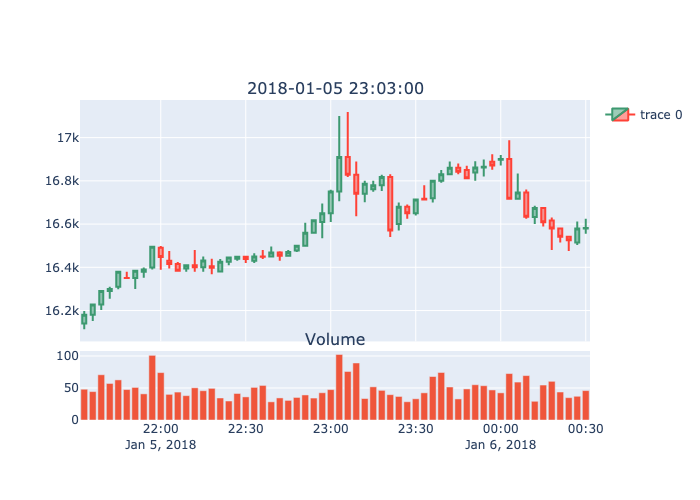 2018-01-05 23:03:00
trace 0
17k
16.8k
16.6k
16.4k
16.2k
Volume
100
50
0
22:00 22:30 23:00 23:30 00:00 00:30
Jan 5, 2018 Jan 6, 2018